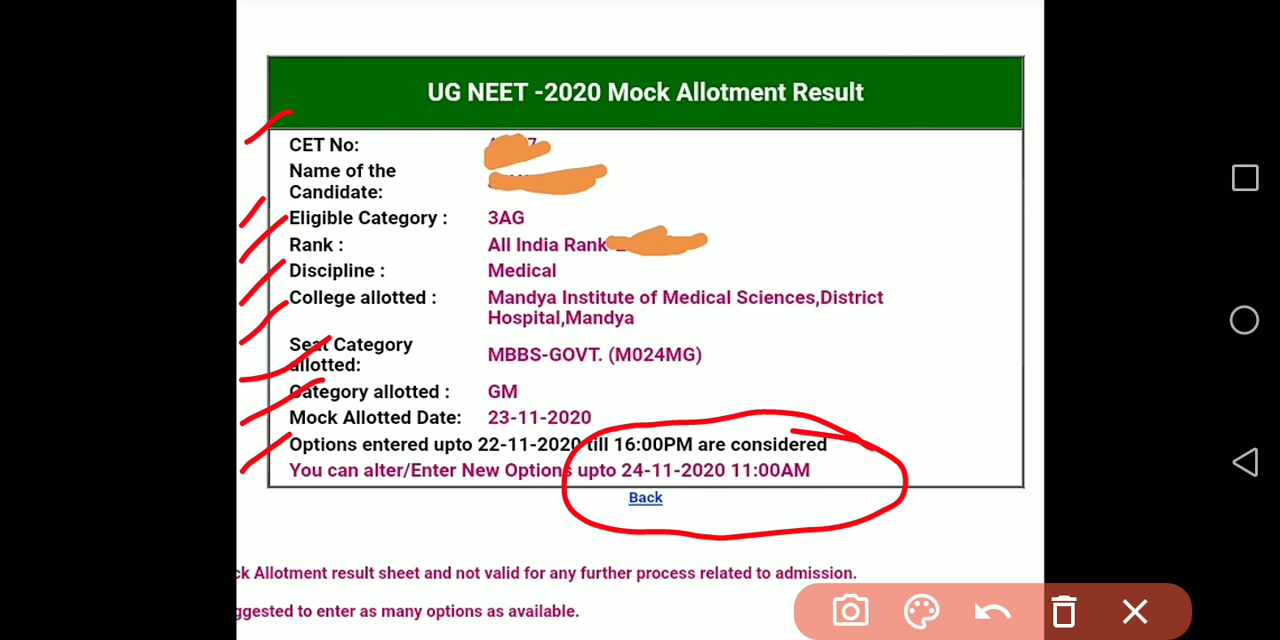 UG NEET -2020 Mock Allotment Result
CET No:
Name of the
Candidate:
Eligible Category : 3AG
Rank : All India Rank
Discipline : Medical
College allotted : Mandya Institute of Medical Sciences,District
Hospital,Mandya
Seat Category
allotted: MBBS-GOVT. (M024MG)
Category allotted : GM
Mock Allotted Date: 23-11-2020
Options entered upto 22-11-2020 till 16:00PM are considered
You can alter/Enter New Options upto 24-11-2020 11:00AM
Back
Allotment result sheet and not valid for any further process related to admission.
to enter as many options as available.